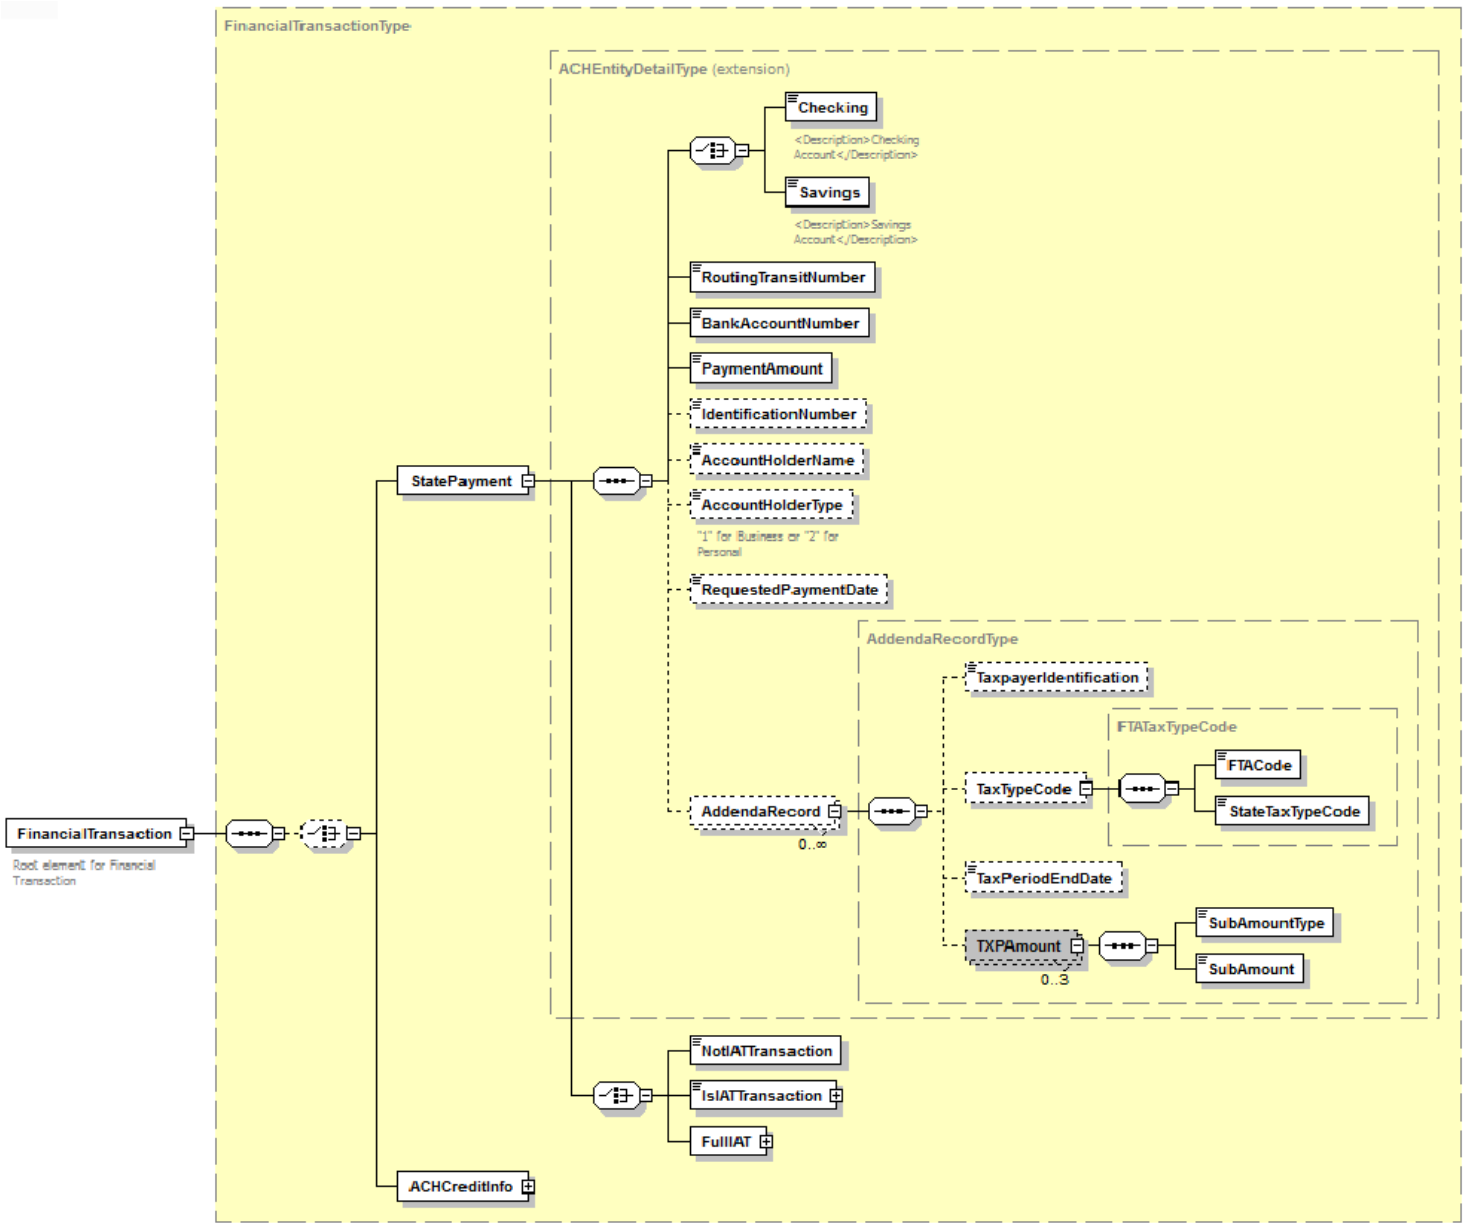 FinancialTransactionType
ACHEntityDetailType (extension)
Checking
<Description>Checking
Account</Description>
Savings
<Description>Savings
Account</Description>
RoutingTransitNumber
BankAccountNumber
PaymentAmount
IdentificationNumber
AccountHolderName
StatePayment
AccountHolderType
"1" for Business or "2" for
Personal
RequestedPaymentDate
AddendaRecordType
TaxpayerIdentification
FTATaxTypeCode
FTACode
TaxTypeCode
StateTaxTypeCode
AddendaRecord
0..∞
FinancialTransaction
Root element for Financial
Transaction
TaxPeriodEndDate
SubAmountType
TXPAmount
SubAmount
0..3
NotIATTransaction
IsIATTransaction
FullIAT
ACHCreditInfo